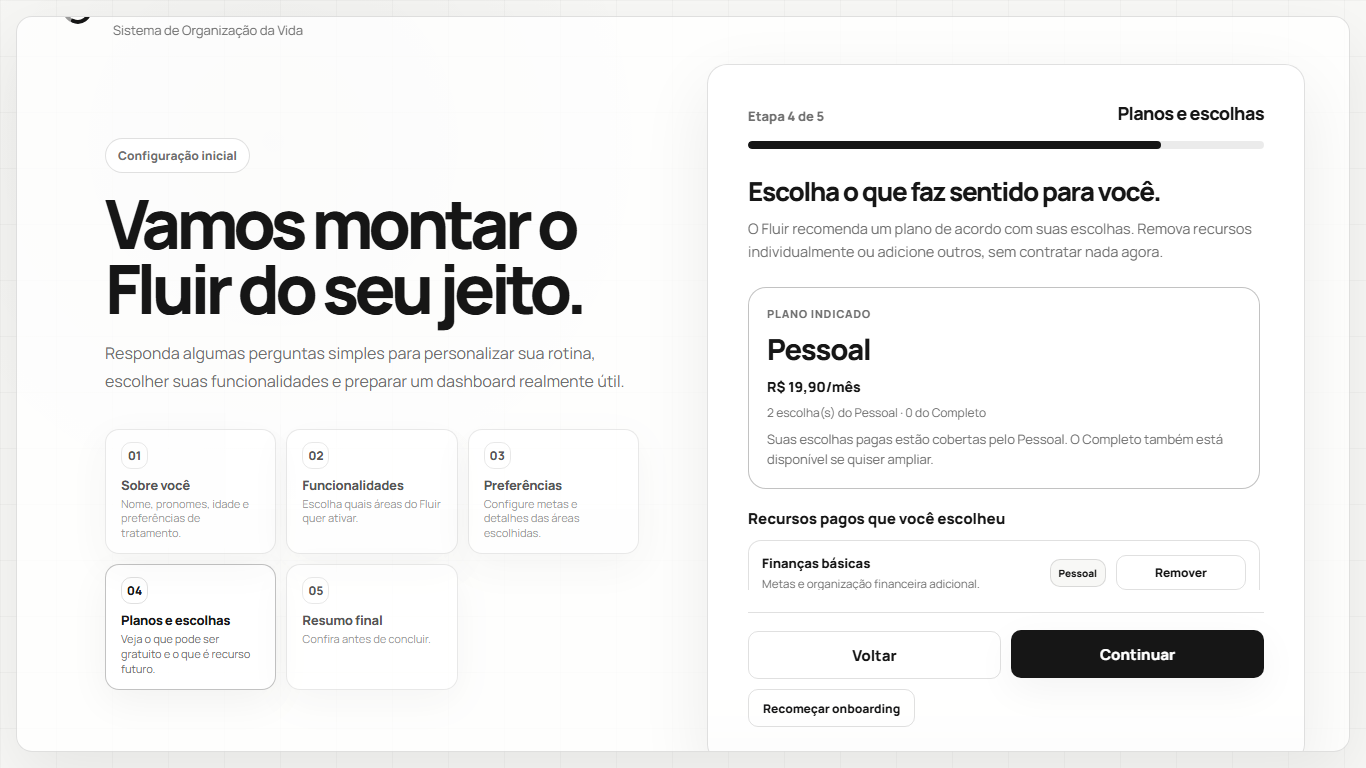 Sistema de Organização da Vida
Configuração inicial
Vamos montar o
Fluir do seu jeito.
Responda algumas perguntas simples para personalizar sua rotina,
escolher suas funcionalidades e preparar um dashboard realmente útil.
01
Sobre você
Nome, pronomes, idade e
preferências de
tratamento.
02
Funcionalidades
Escolha quais áreas do Fluir
quer ativar.
03
Preferências
Configure metas e
detalhes das áreas
escolhidas.
04
Planos e escolhas
Veja o que pode ser
gratuito e o que é recurso
futuro.
05
Resumo final
Confira antes de concluir.
Etapa 4 de 5
Planos e escolhas
Escolha o que faz sentido para você.
O Fluir recomenda um plano de acordo com suas escolhas. Remova recursos
individualmente ou adicione outros, sem contratar nada agora.
PLANO INDICADO
Pessoal
R$ 19,90/mês
2 escolha(s) do Pessoal · 0 do Completo
Suas escolhas pagas estão cobertas pelo Pessoal. O Completo também está
disponível se quiser ampliar.
Recursos pagos que você escolheu
Finanças básicas
Metas e organização financeira adicional.
Pessoal
Remover
Voltar
Continuar
Recomeçar onboarding